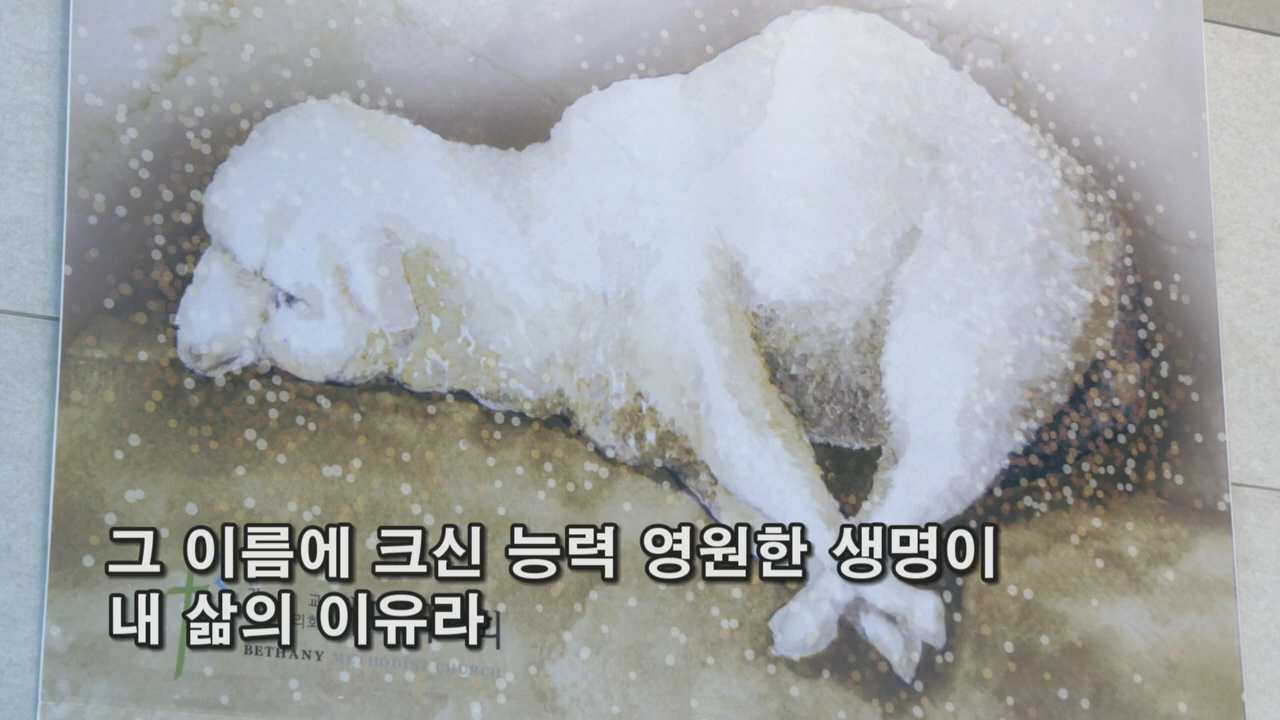 그 이름에 크신 능력 영원한 생명이
내 삶의 이유라
BETHANY METHODIST CHURCH